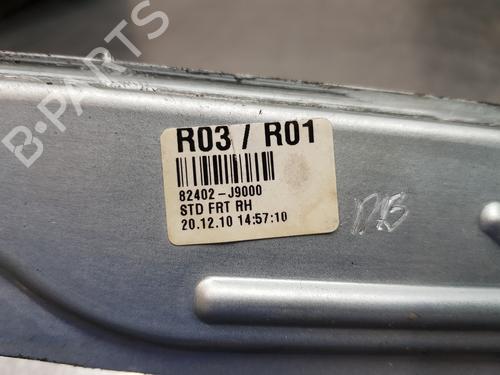 B-PARTS
R03 / R01
82402-J9000
STD FRT RH
20.12.10 14:57:10